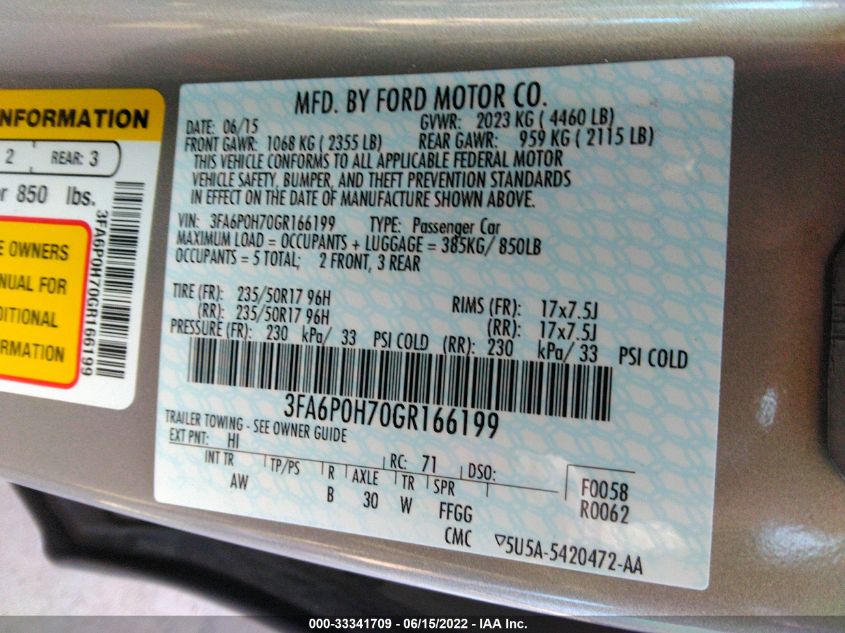 NFORMATION
2 REAR: 3
or 850 lbs.
E OWNERS
NUAL FOR
DITIONAL
RMATION
3FA6P0H70GR166199
MFD. BY FORD MOTOR CO.
DATE: 06/15 GVWR: 2023 KG ( 4460 LB)
FRONT GAWR: 1068 KG ( 2355 LB) REAR GAWR: 959 KG ( 2115 LB)
THIS VEHICLE CONFORMS TO ALL APPLICABLE FEDERAL MOTOR
VEHICLE SAFETY, BUMPER, AND THEFT PREVENTION STANDARDS
IN EFFECT ON THE DATE OF MANUFACTURE SHOWN ABOVE.
VIN: 3FA6P0H70GR166199 TYPE: Passenger Car
MAXIMUM LOAD = OCCUPANTS + LUGGAGE = 385KG/ 850LB
OCCUPANTS = 5 TOTAL; 2 FRONT, 3 REAR
TIRE (FR): 235/50R17 96H RIMS (FR): 17x7.5J
(RR): 235/50R17 96H (RR): 17x7.5J
PRESSURE (FR): 230 kPa/ 33 PSI COLD (RR): 230 kPa/ 33 PSI COLD
3FA6P0H70GR166199
TRAILER TOWING - SEE OWNER GUIDE
EXT PNT: HI RC: 71 DSO:
INT TR TP/PS R AXLE TR SPR F0058
AW B 30 W FFGG R0062
CMC ▽5U5A-5420472-AA
000-33341709 - 06/15/2022 - IAA Inc.